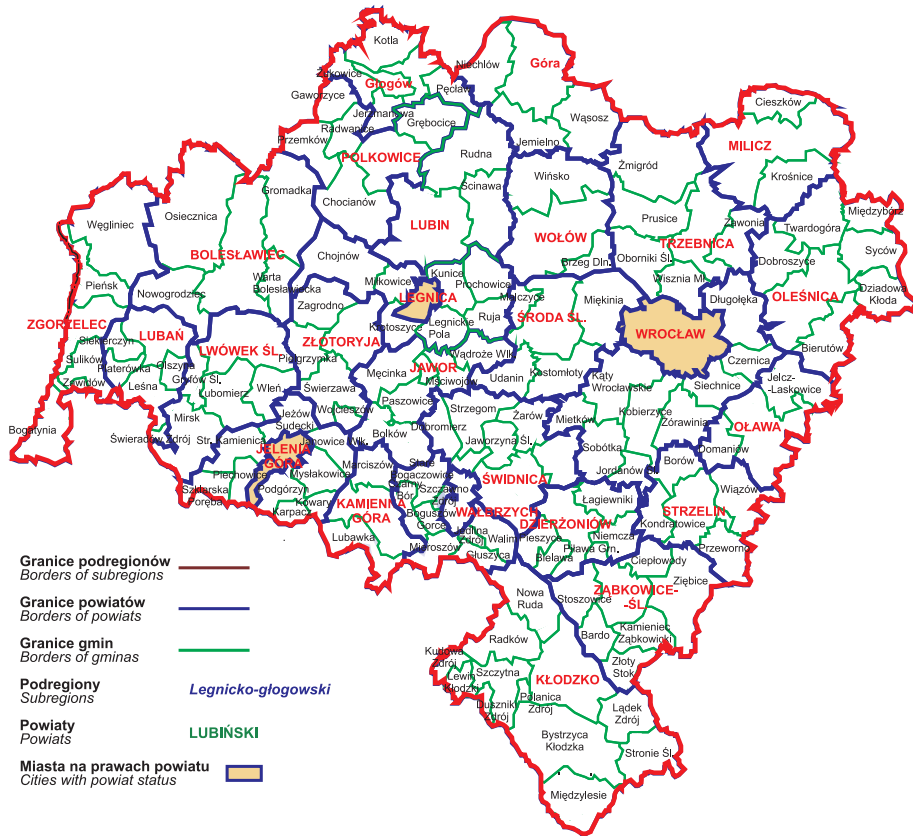 Kotla
Niechlów
Góra
Żukowice
Głogów
Pęcław
Gaworzyce
Jerzmanowa
Grębocice
Wąsosz
Cieszków
Radwanice
Przemków
Jemielno
MILICZ
POLKOWICE
Rudna
Żmigród
Krośnice
Wińsko
Ścinawa
Gromadka
Chocianów
Węgliniec
Osiecznica
Prusice
Zawonia
Międzybórz
Twardogóra
LUBIN
WOŁÓW
TRZEBNICA
Syców
BOLESŁAWIEC
Chojnów
Brzeg Dln.
Oborniki Śl.
Dobroszyce
Pieńsk
Warta
Bolesławiecka
Miłkowice
Kunice
Prochowice
Wisznia Mł.
Dziadowa
Kłoda
Nowogrodziec
Zagrodno
LEGNICA
Malczyce
Miękinia
Długołęka
OLEŚNICA
ZGORZELEC
Krotoszyce
Legnickie
Pola
Ruja
ŚRODA ŚL.
WROCŁAW
LUBAŃ
LWÓWEK ŚL
ZŁOTORYJA
Siekierczyn
Sulików
Platerówka
Olszyna
Pielgrzymka
JAWOR
Wądroże Wlk.
Czernica
Bierutów
Zawidów
Leśna
Gryfów Śl.
Lubomierz
Wleń
Świerzawa
Męcinka
Mściwojów
Udanin
Kostomłoty
Kąty
Wrocławskie
Siechnice
Jelcz-
-Laskowice
Mirsk
Jeżów
Sudecki
Wojcieszów
Paszowice
Strzegom
Żarów
Mietków
Kobierzyce
Żórawina
OŁAWA
Bogatynia
Świeradów Zdrój
Str. Kamienica
Janowice Wlk.
Bolków
Dobromierz
Jaworzyna Śl.
Sobótka
Domaniów
JELENIA
GÓRA
Piechowice
Mysłakowice
Marciszów
Stare
Bogaczowice
Czarny
Bór
Jordanów Śl.
Borów
Wiązów
Szklarska
Poręba
Podgórzyn
Kowary
Karpacz
KAMIENNA
GÓRA
Szczawno
Zdrój
Boguszów
Gorce
ŚWIDNICA
WAŁBRZYCH
Łagiewniki
DZIERŻONIÓW
STRZELIN
Kondratowice
Lubawka
Mieroszów
Jedlina
Zdrój
Walim
Głuszyca
Pieszyce
Bielawa
Niemcza
Piława Grn.
Przeworno
Ciepłowody
Ziębice
Granice podregionów
Borders of subregions
Nowa
Ruda
Stoszowice
ZĄBKOWICE-
-ŚL.
Granice powiatów
Borders of powiats
Radków
Bardo
Kamieniec
Ząbkowicki
Granice gmin
Borders of gminas
Kudowa
Zdrój
Lewin
Kłodzki
Szczytna
KŁODZKO
Złoty
Stok
Podregiony
Subregions
Legnicko-głogowski
Duszniki
Zdrój
Polanica
Zdrój
Lądek
Zdrój
Powiaty
Powiats
LUBIŃSKI
Bystrzyca
Kłodzka
Stronie Śl.
Miasta na prawach powiatu
Cities with powiat status
Międzylesie